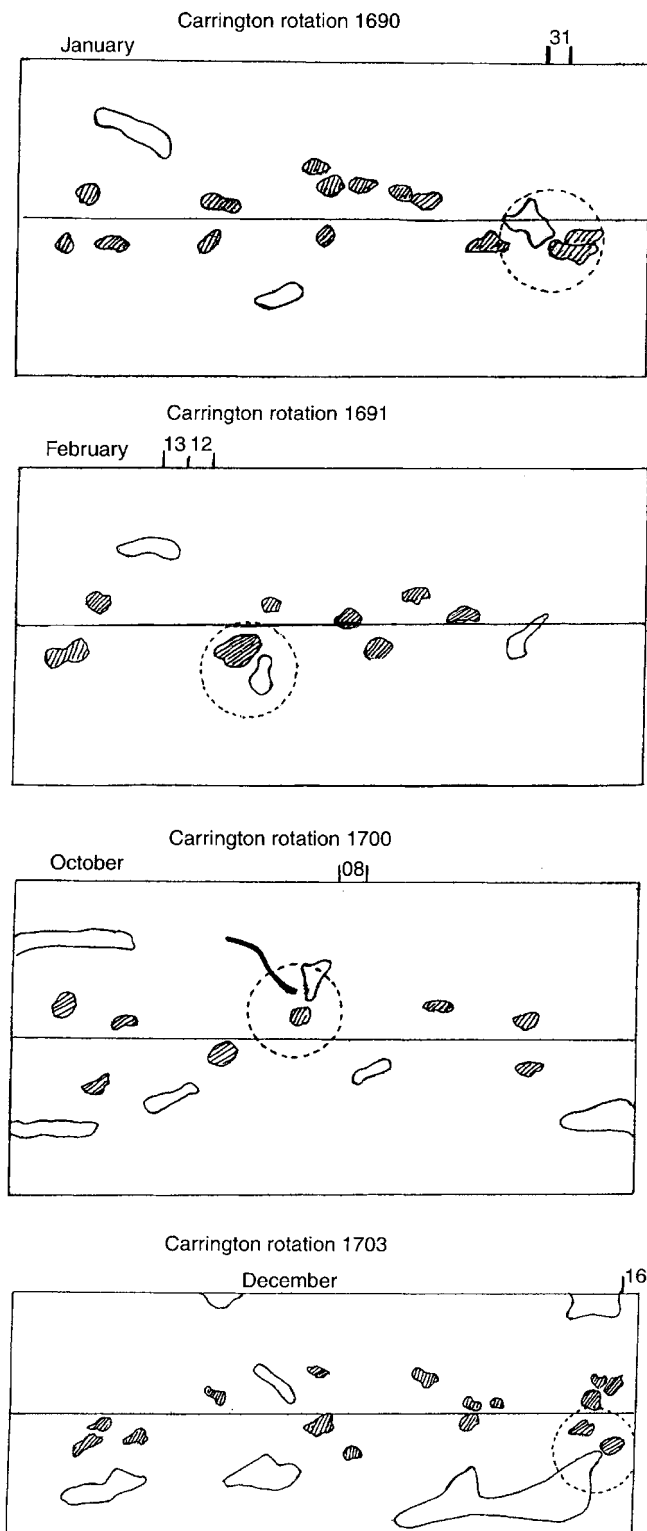 Carrington rotation 1690
January
31
Carrington rotation 1691
February
13 12
Carrington rotation 1700
October
08
Carrington rotation 1703
December
16